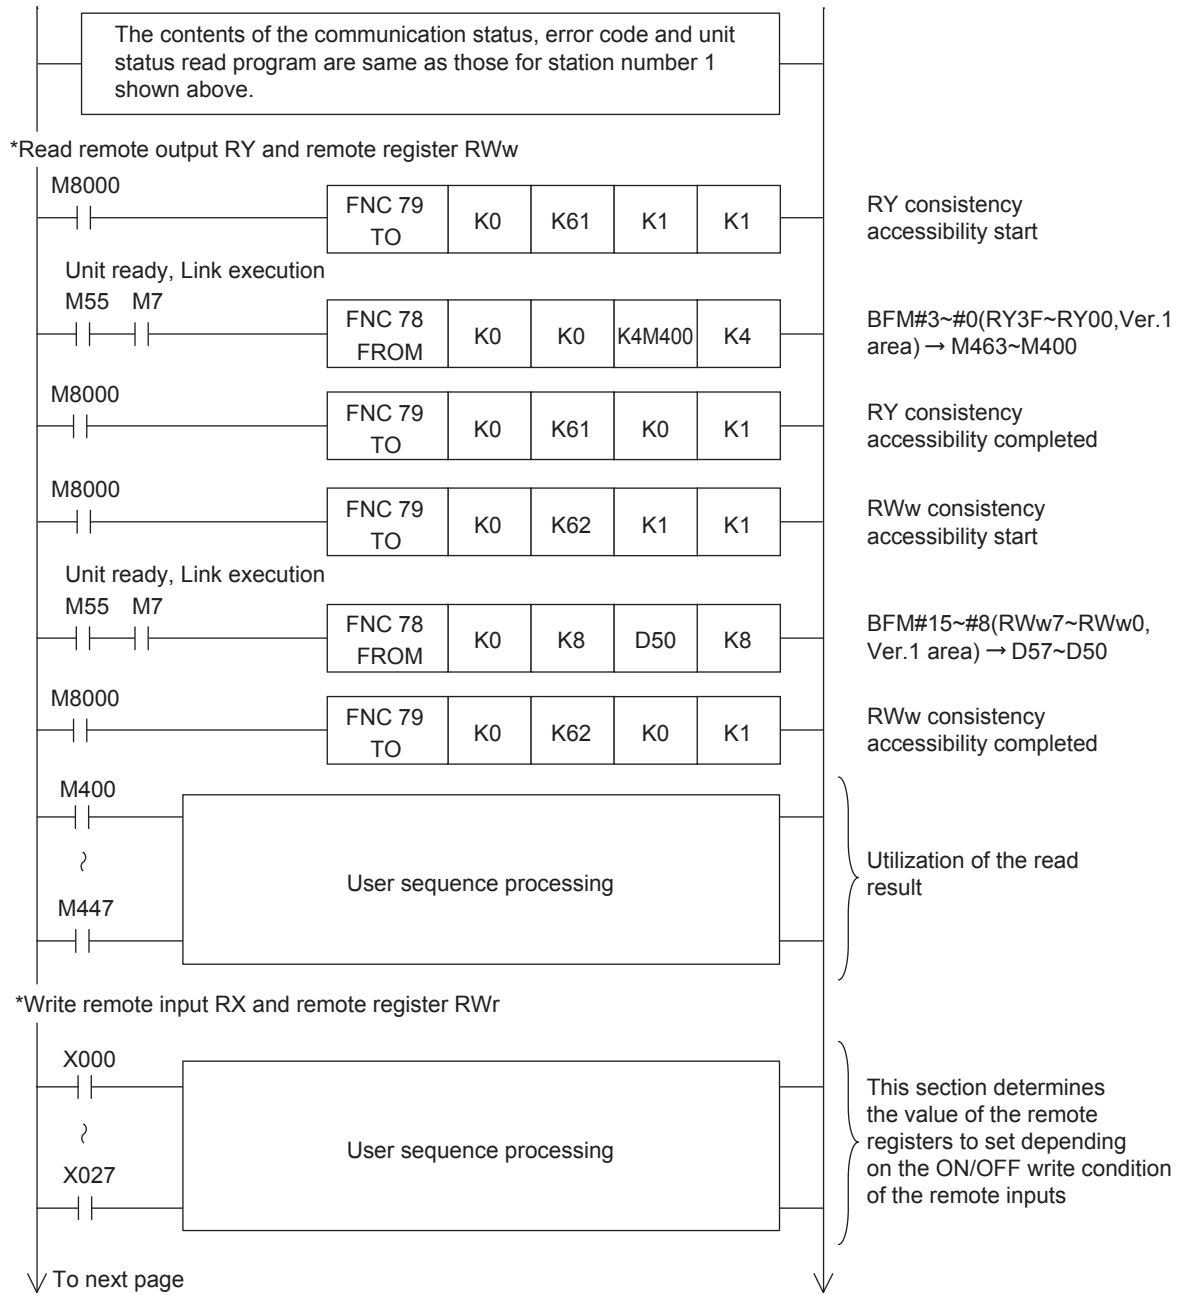 The contents of the communication status, error code and unit
status read program are same as those for station number 1
shown above.
*Read remote output RY and remote register RWw
M8000
FNC 79
TO
K0
K61
K1
K1
RY consistency
accessibility start
Unit ready, Link execution
M55 M7
FNC 78
FROM
K0
K0
K4M400
K4
BFM#3~#0(RY3F~RY00,Ver.1
area) → M463~M400
M8000
FNC 79
TO
K0
K61
K0
K1
RY consistency
accessibility completed
M8000
FNC 79
TO
K0
K62
K1
K1
RWw consistency
accessibility start
Unit ready, Link execution
M55 M7
FNC 78
FROM
K0
K8
D50
K8
BFM#15~#8(RWw7~RWw0,
Ver.1 area) → D57~D50
M8000
FNC 79
TO
K0
K62
K0
K1
RWw consistency
accessibility completed
M400
~
M447
User sequence processing
Utilization of the read
result
*Write remote input RX and remote register RWr
X000
~
X027
User sequence processing
This section determines
the value of the remote
registers to set depending
on the ON/OFF write condition
of the remote inputs
To next page